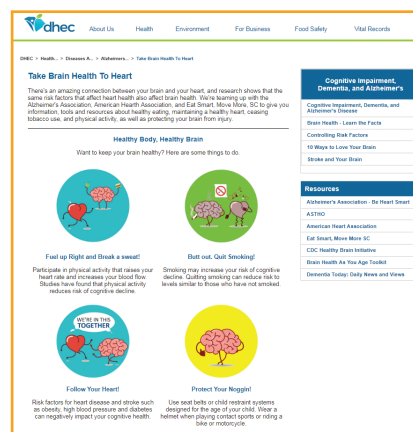 dhec
About Us
Health
Environment
For Business
Food Safety
Vital Records
DHEC > Health... > Diseases A... > Alzheimers... > Take Brain Health To Heart
Take Brain Health To Heart
There's an amazing connection between your brain and your heart, and research shows that the
same risk factors that affect heart health also affect brain health. We're teaming up with the
Alzheimer's Association, American Hearth Association, and Eat Smart, Move More, SC to give you
information, tools and resources about healthy eating, maintaining a healthy heart, ceasing
tobacco use, and physical activity, as well as protecting your brain from injury.
Healthy Body, Healthy Brain
Want to keep your brain healthy? Here are some things to do.
Fuel up Right and Break a sweat!
Participate in physical activity that raises your
heart rate and increases your blood flow.
Studies have found that physical activity
reduces risk of cognitive decline.
Butt out. Quit Smoking!
Smoking may increase your risk of cognitive
decline. Quitting smoking can reduce risk to
levels similar to those who have not smoked.
WE'RE IN THIS
TOGETHER
Follow Your Heart!
Risk factors for heart disease and stroke such
as obesity, high blood pressure and diabetes
can negatively impact your cognitive health.
Protect Your Noggin!
Use seat belts or child restraint systems
designed for the age of your child. Wear a
helmet when playing contact sports or riding a
bike or motorcycle.
Cognitive Impairment,
Dementia, and Alzheimer's
Cognitive Impairment, Dementia, and
Alzheimer's Disease
Brain Health - Learn the Facts
Controlling Risk Factors
10 Ways to Love Your Brain
Stroke and Your Brain
Resources
Alzheimer's Association - Be Heart Smart
ASTHO
American Heart Association
Eat Smart, Move More SC
CDC Healthy Brain Initiative
Brain Health As You Age Toolkit
Dementia Today: Daily News and Views